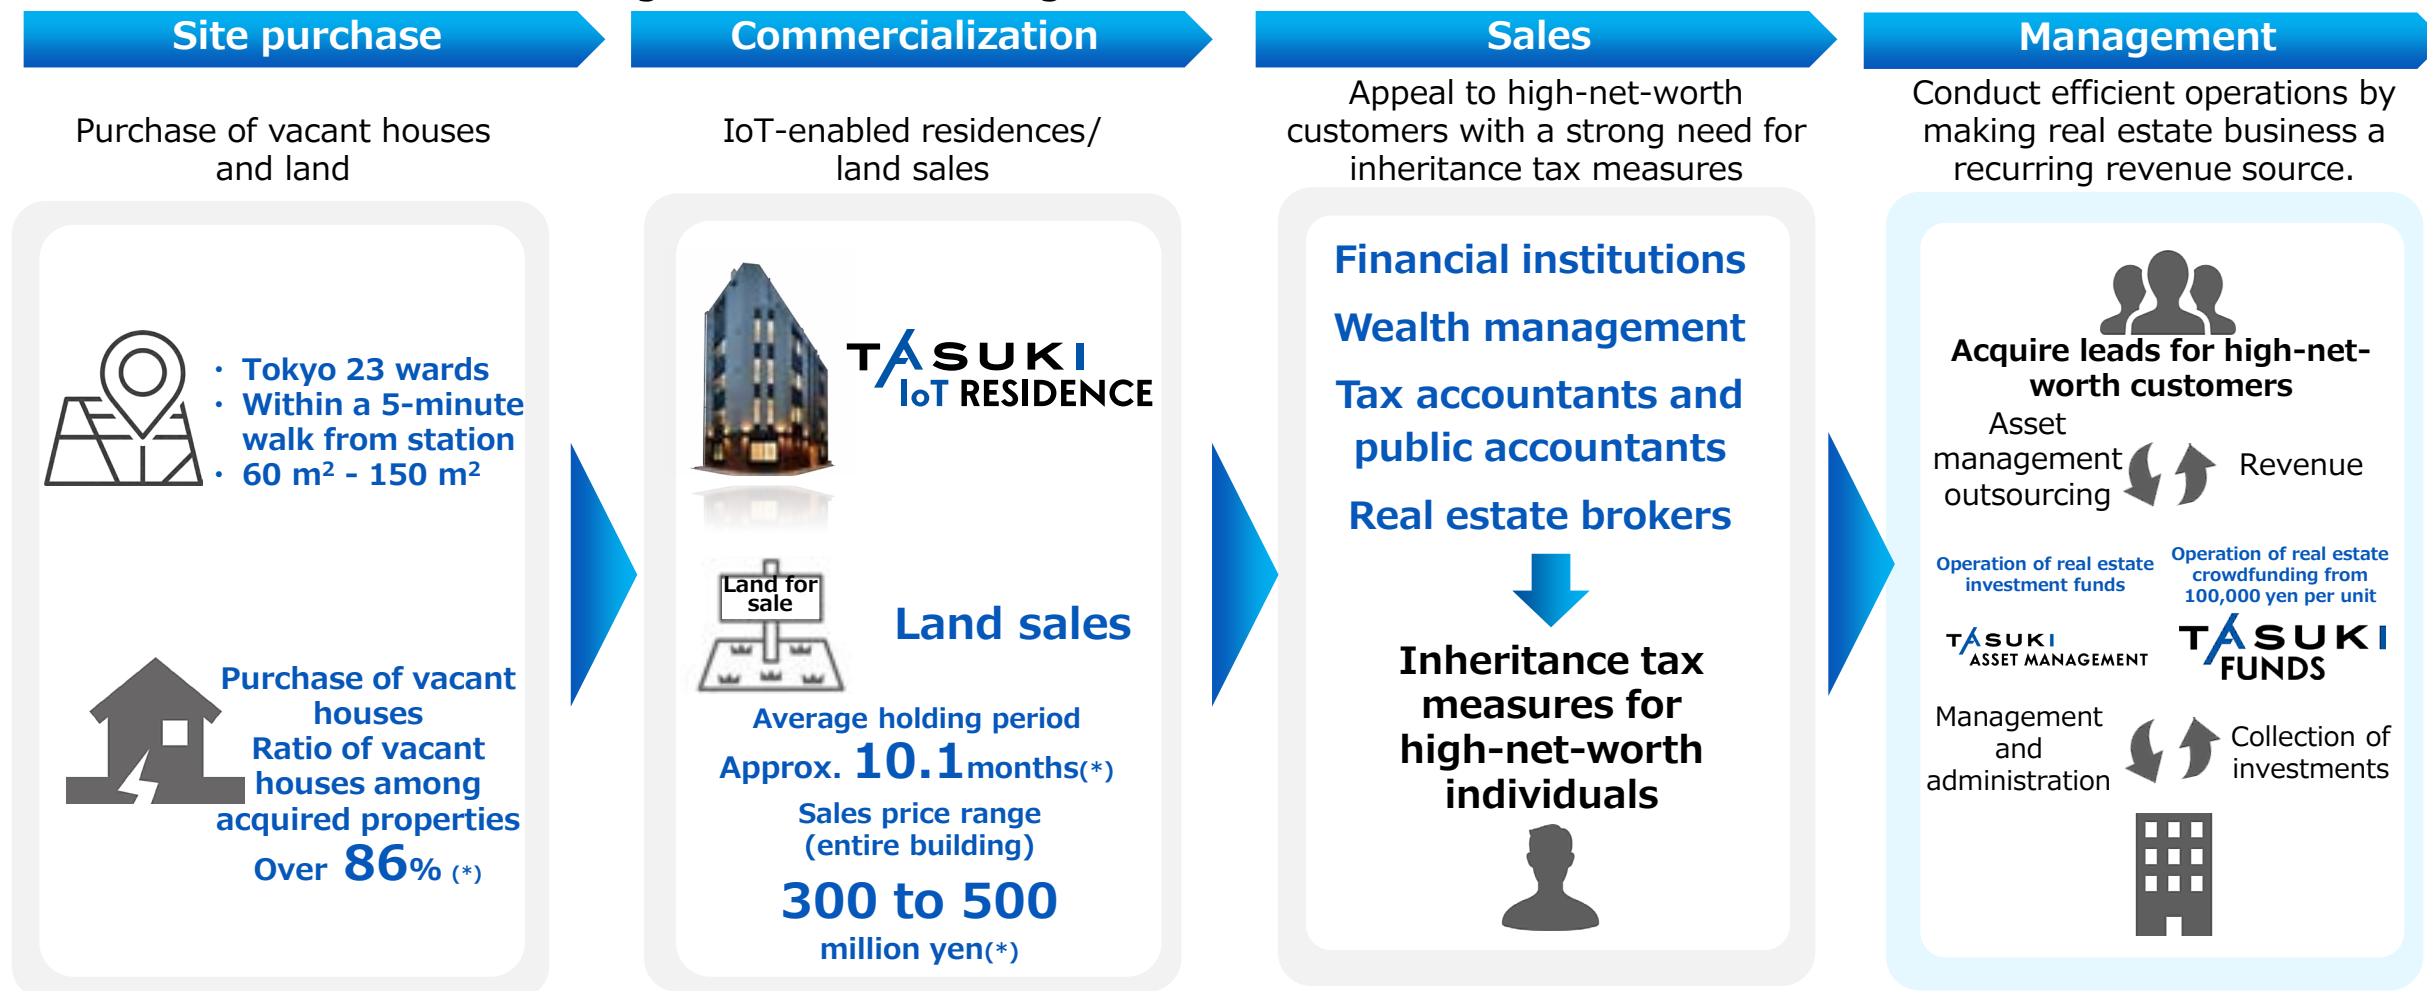 Site purchase
Purchase of vacant houses
and land
・ Tokyo 23 wards
・ Within a 5-minute
walk from station
・ 60 m² - 150 m²
Purchase of vacant
houses
Ratio of vacant
houses among
acquired properties
Over 86% (*)
Commercialization
IoT-enabled residences/
land sales
TASUKI
IoT RESIDENCE
Land for
sale
Land sales
Average holding period
Approx. 10.1months(*)
Sales price range
(entire building)
300 to 500
million yen(*)
Sales
Appeal to high-net-worth
customers with a strong need for
inheritance tax measures
Financial institutions
Wealth management
Tax accountants and
public accountants
Real estate brokers
Inheritance tax
measures for
high-net-worth
individuals
Management
Conduct efficient operations by
making real estate business a
recurring revenue source.
Acquire leads for high-net-
worth customers
Asset
management
outsourcing
Revenue
Operation of real estate
investment funds
TASUKI
ASSET MANAGEMENT
Operation of real estate
crowdfunding from
100,000 yen per unit
TASUKI
FUNDS
Management
and
administration
Collection of
investments